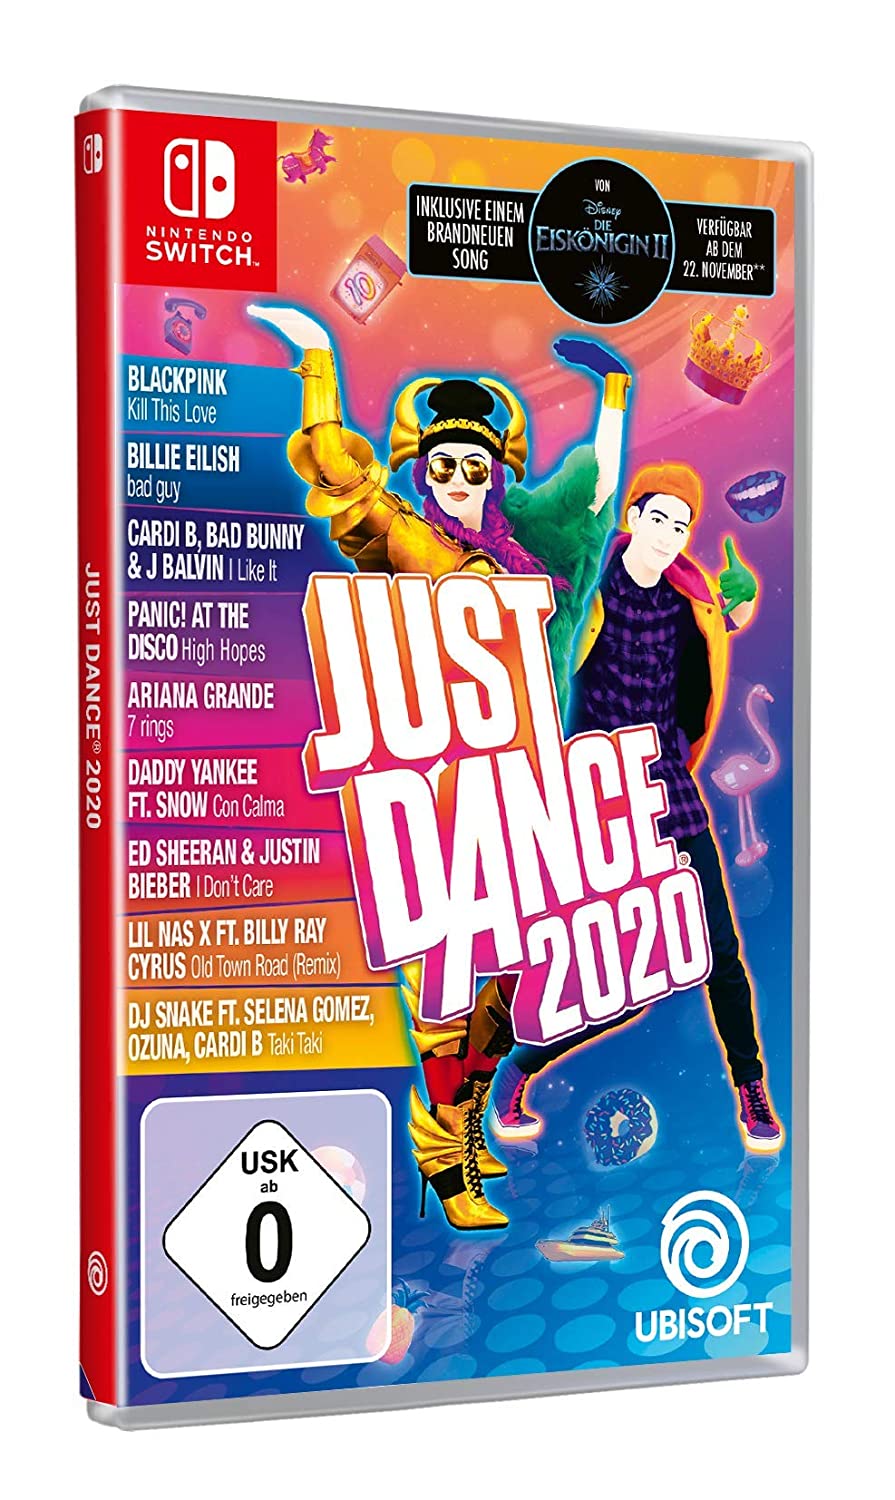 NINTENDO
SWITCH™
INKLUSIVE EINEM
BRANDNEUEN
SONG
VON
Disney
DIE
EISKÖNIGIN II
VERFÜGBAR
AB DEM
22. NOVEMBER**
10
BLACKPINK
Kill This Love
BILLIE EILISH
bad guy
CARDI B, BAD BUNNY
& J BALVIN I Like It
PANIC! AT THE
DISCO High Hopes
ARIANA GRANDE
7 rings
DADDY YANKEE
FT. SNOW Con Calma
ED SHEERAN & JUSTIN
BIEBER I Don't Care
LIL NAS X FT. BILLY RAY
CYRUS Old Town Road (Remix)
DJ SNAKE FT. SELENA GOMEZ,
OZUNA, CARDI B Taki Taki
JUST
DANCE®
2020
JUST DANCE® 2020
USK
ab
0
freigegeben
UBISOFT